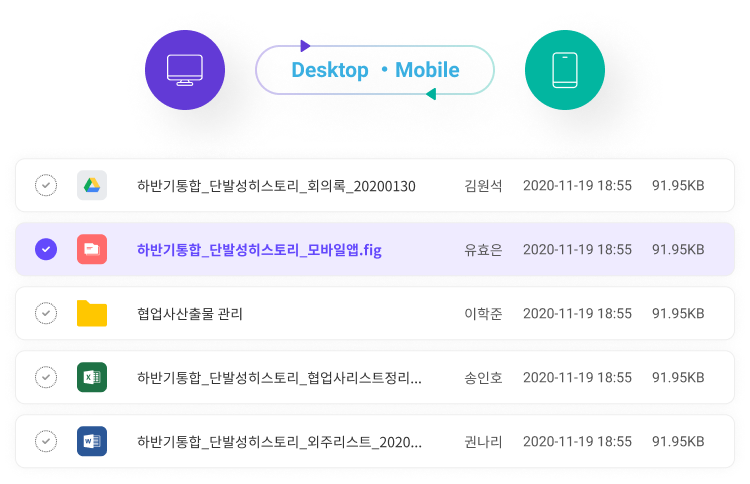 Desktop • Mobile
하반기통합_단발성히스토리_회의록_20200130 김원석 2020-11-19 18:55 91.95KB
하반기통합_단발성히스토리_모바일앱.fig 유효은 2020-11-19 18:55 91.95KB
협업사산출물 관리 이학준 2020-11-19 18:55 91.95KB
하반기통합_단발성히스토리_협업사리스트정리... 송인호 2020-11-19 18:55 91.95KB
하반기통합_단발성히스토리_외주리스트_2020... 권나리 2020-11-19 18:55 91.95KB